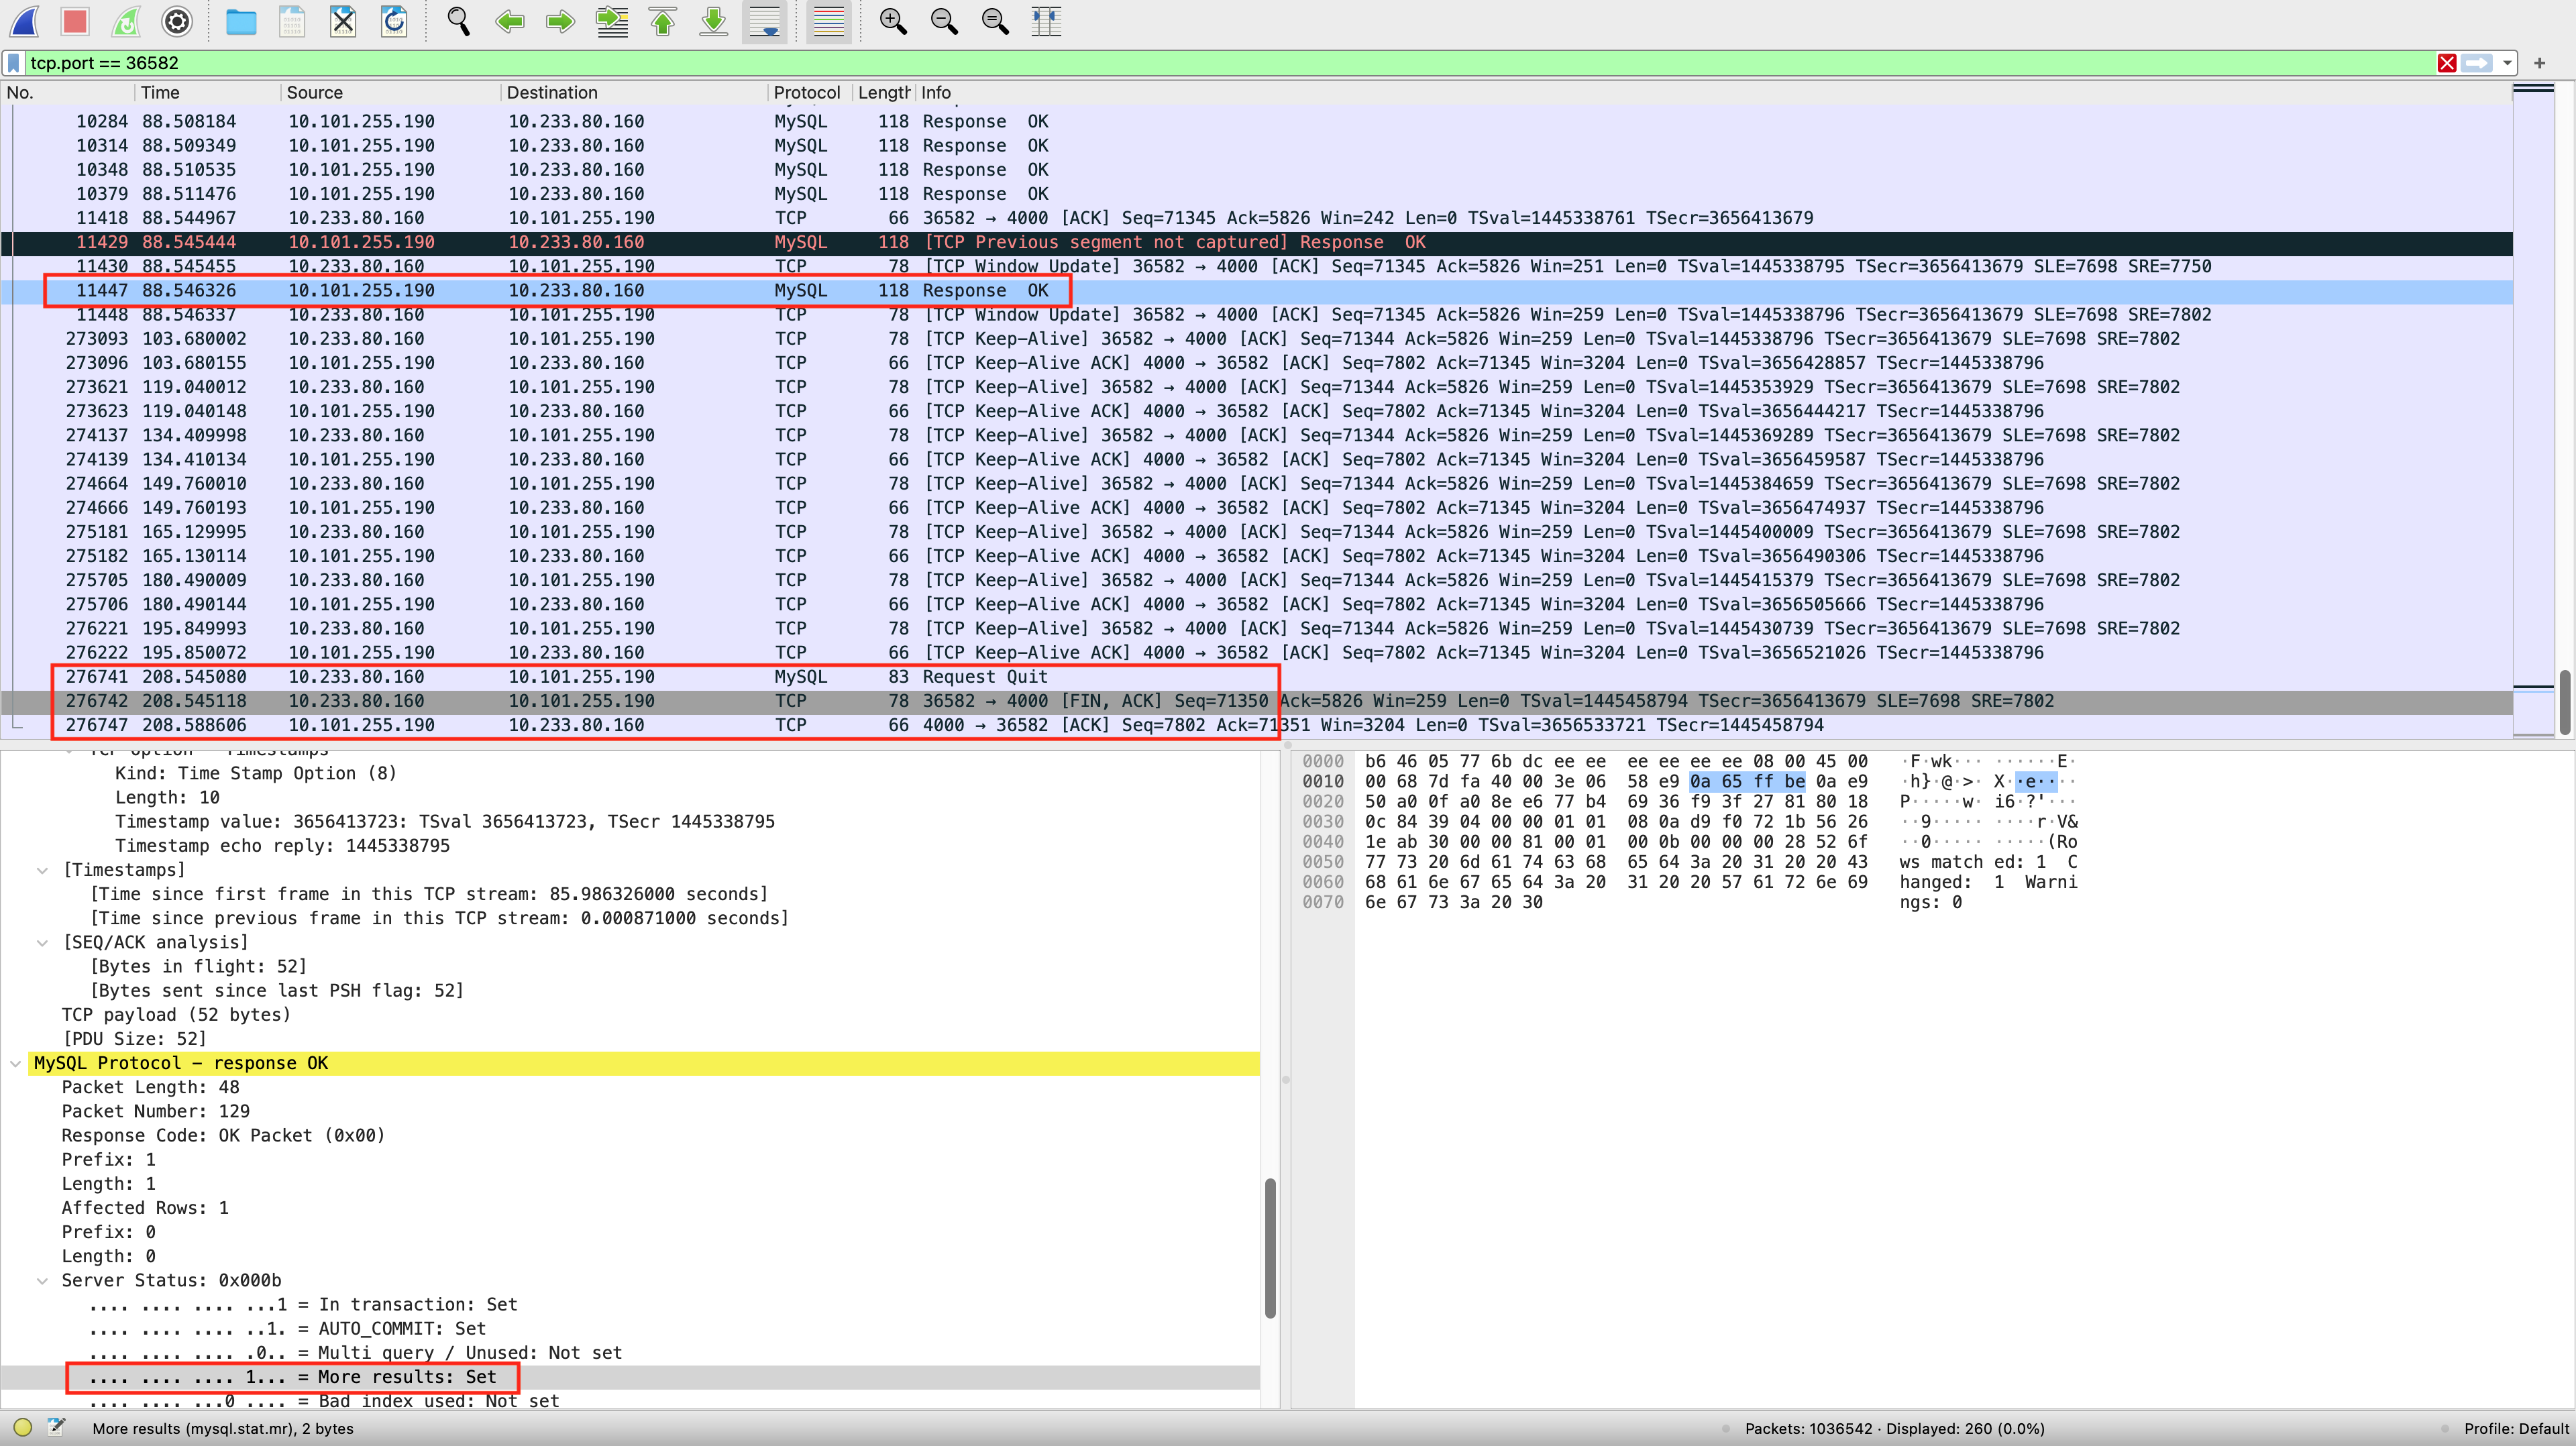 tcp.port == 36582
No. Time Source Destination Protocol Length Info
10284 88.508184 10.101.255.190 10.233.80.160 MySQL 118 Response OK
10314 88.509349 10.101.255.190 10.233.80.160 MySQL 118 Response OK
10348 88.510535 10.101.255.190 10.233.80.160 MySQL 118 Response OK
10379 88.511476 10.101.255.190 10.233.80.160 MySQL 118 Response OK
11418 88.544967 10.233.80.160 10.101.255.190 TCP 66 36582 → 4000 [ACK] Seq=71345 Ack=5826 Win=242 Len=0 TSval=1445338761 TSecr=3656413679
11429 88.545444 10.101.255.190 10.233.80.160 MySQL 118 [TCP Previous segment not captured] Response OK
11430 88.545455 10.233.80.160 10.101.255.190 TCP 78 [TCP Window Update] 36582 → 4000 [ACK] Seq=71345 Ack=5826 Win=251 Len=0 TSval=1445338795 TSecr=3656413679 SLE=7698 SRE=7750
11447 88.546326 10.101.255.190 10.233.80.160 MySQL 118 Response OK
11448 88.546337 10.233.80.160 10.101.255.190 TCP 78 [TCP Window Update] 36582 → 4000 [ACK] Seq=71345 Ack=5826 Win=259 Len=0 TSval=1445338796 TSecr=3656413679 SLE=7698 SRE=7802
273093 103.680002 10.233.80.160 10.101.255.190 TCP 78 [TCP Keep-Alive] 36582 → 4000 [ACK] Seq=71344 Ack=5826 Win=259 Len=0 TSval=1445338796 TSecr=3656413679 SLE=7698 SRE=7802
273096 103.680155 10.101.255.190 10.233.80.160 TCP 66 [TCP Keep-Alive ACK] 4000 → 36582 [ACK] Seq=7802 Ack=71345 Win=3204 Len=0 TSval=3656428857 TSecr=1445338796
273621 119.040012 10.233.80.160 10.101.255.190 TCP 78 [TCP Keep-Alive] 36582 → 4000 [ACK] Seq=71344 Ack=5826 Win=259 Len=0 TSval=1445353929 TSecr=3656413679 SLE=7698 SRE=7802
273623 119.040148 10.101.255.190 10.233.80.160 TCP 66 [TCP Keep-Alive ACK] 4000 → 36582 [ACK] Seq=7802 Ack=71345 Win=3204 Len=0 TSval=3656444217 TSecr=1445338796
274137 134.409998 10.233.80.160 10.101.255.190 TCP 78 [TCP Keep-Alive] 36582 → 4000 [ACK] Seq=71344 Ack=5826 Win=259 Len=0 TSval=1445369289 TSecr=3656413679 SLE=7698 SRE=7802
274139 134.410134 10.101.255.190 10.233.80.160 TCP 66 [TCP Keep-Alive ACK] 4000 → 36582 [ACK] Seq=7802 Ack=71345 Win=3204 Len=0 TSval=3656459587 TSecr=1445338796
274664 149.760010 10.233.80.160 10.101.255.190 TCP 78 [TCP Keep-Alive] 36582 → 4000 [ACK] Seq=71344 Ack=5826 Win=259 Len=0 TSval=1445384659 TSecr=3656413679 SLE=7698 SRE=7802
274666 149.760193 10.101.255.190 10.233.80.160 TCP 66 [TCP Keep-Alive ACK] 4000 → 36582 [ACK] Seq=7802 Ack=71345 Win=3204 Len=0 TSval=3656474937 TSecr=1445338796
275181 165.129995 10.233.80.160 10.101.255.190 TCP 78 [TCP Keep-Alive] 36582 → 4000 [ACK] Seq=71344 Ack=5826 Win=259 Len=0 TSval=1445400009 TSecr=3656413679 SLE=7698 SRE=7802
275182 165.130114 10.101.255.190 10.233.80.160 TCP 66 [TCP Keep-Alive ACK] 4000 → 36582 [ACK] Seq=7802 Ack=71345 Win=3204 Len=0 TSval=3656490306 TSecr=1445338796
275705 180.490009 10.233.80.160 10.101.255.190 TCP 78 [TCP Keep-Alive] 36582 → 4000 [ACK] Seq=71344 Ack=5826 Win=259 Len=0 TSval=1445415379 TSecr=3656413679 SLE=7698 SRE=7802
275706 180.490144 10.101.255.190 10.233.80.160 TCP 66 [TCP Keep-Alive ACK] 4000 → 36582 [ACK] Seq=7802 Ack=71345 Win=3204 Len=0 TSval=3656505666 TSecr=1445338796
276221 195.849993 10.233.80.160 10.101.255.190 TCP 78 [TCP Keep-Alive] 36582 → 4000 [ACK] Seq=71344 Ack=5826 Win=259 Len=0 TSval=1445430739 TSecr=3656413679 SLE=7698 SRE=7802
276222 195.850072 10.101.255.190 10.233.80.160 TCP 66 [TCP Keep-Alive ACK] 4000 → 36582 [ACK] Seq=7802 Ack=71345 Win=3204 Len=0 TSval=3656521026 TSecr=1445338796
276741 208.545080 10.233.80.160 10.101.255.190 MySQL 83 Request Quit
276742 208.545118 10.233.80.160 10.101.255.190 TCP 78 36582 → 4000 [FIN, ACK] Seq=71350 Ack=5826 Win=259 Len=0 TSval=1445458794 TSecr=3656413679 SLE=7698 SRE=7802
276747 208.588606 10.101.255.190 10.233.80.160 TCP 66 4000 → 36582 [ACK] Seq=7802 Ack=71351 Win=3204 Len=0 TSval=3656533721 TSecr=1445458794
TCP Option - Timestamps
Kind: Time Stamp Option (8)
Length: 10
Timestamp value: 3656413723: TSval 3656413723, TSecr 1445338795
Timestamp echo reply: 1445338795
[Timestamps]
[Time since first frame in this TCP stream: 85.986326000 seconds]
[Time since previous frame in this TCP stream: 0.000871000 seconds]
[SEQ/ACK analysis]
[Bytes in flight: 52]
[Bytes sent since last PSH flag: 52]
TCP payload (52 bytes)
[PDU Size: 52]
MySQL Protocol - response OK
Packet Length: 48
Packet Number: 129
Response Code: OK Packet (0x00)
Prefix: 1
Length: 1
Affected Rows: 1
Prefix: 0
Length: 0
Server Status: 0x000b
.... .... .... ...1 = In transaction: Set
.... .... .... ..1. = AUTO_COMMIT: Set
.... .... .... .0.. = Multi query / Unused: Not set
.... .... .... 1... = More results: Set
.... .... ...0 .... = Bad index used: Not set
0000 b6 46 05 77 6b dc ee ee ee ee ee ee 08 00 45 00 ·F·wk··· ······E·
0010 00 68 7d fa 40 00 3e 06 58 e9 0a 65 ff be 0a e9 ·h}·@·>· X··e····
0020 50 a0 0f a0 8e e6 77 b4 69 36 f9 3f 27 81 80 18 P·····w· i6·?'···
0030 0c 84 39 04 00 00 01 01 08 0a d9 f0 72 1b 56 26 ··9····· ····r·V&
0040 1e ab 30 00 00 81 00 01 00 0b 00 00 00 28 52 6f ··0····· ·····(Ro
0050 77 73 20 6d 61 74 63 68 65 64 3a 20 31 20 20 43 ws match ed: 1 C
0060 68 61 6e 67 65 64 3a 20 31 20 20 57 61 72 6e 69 hanged: 1 Warni
0070 6e 67 73 3a 20 30 ngs: 0
More results (mysql.stat.mr), 2 bytes
Packets: 1036542 · Displayed: 260 (0.0%)
Profile: Default